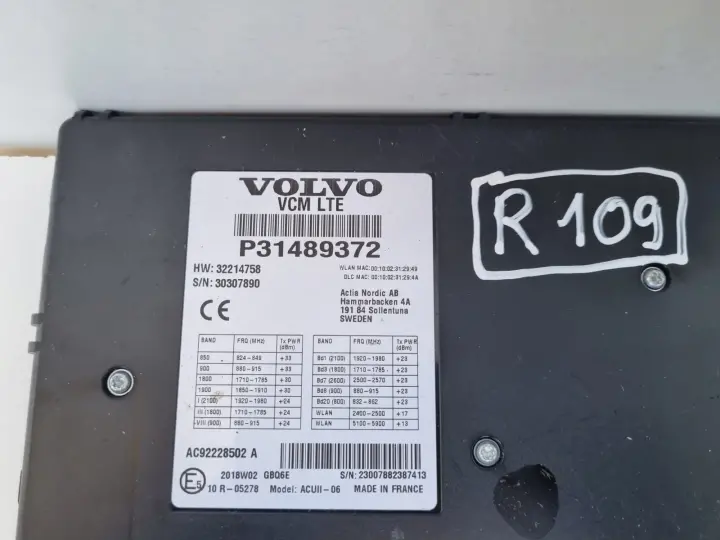 VOLVO
VCM LTE
P31489372
HW: 32214758
S/N: 30307890
WLAN MAC: 00:10:02:31:29:49
DLC MAC: 00:10:02:31:29:4A
CE
Actia Nordic AB
Hammarbacken 4A
191 84 Sollentuna
SWEDEN
BAND FRQ (MHz) Tx PWR (dBm)
850 824-849 +33
900 880-915 +33
1800 1710-1785 +30
1900 1850-1910 +30
I (2100) 1920-1980 +24
III (1800) 1710-1785 +24
VIII (900) 880-915 +24
BAND FRQ (MHz) Tx PWR (dBm)
Bd1 (2100) 1920-1980 +23
Bd3 (1800) 1710-1785 +23
Bd7 (2600) 2500-2570 +23
Bd8 (900) 880-915 +23
Bd20 (800) 832-862 +23
WLAN 2400-2500 +17
WLAN 5100-5900 +13
AC92228502 A
2018W02 GBQ6E
S/N: 23007882387413
E5
10 R-05278 Model: ACUII-06 MADE IN FRANCE
R 109